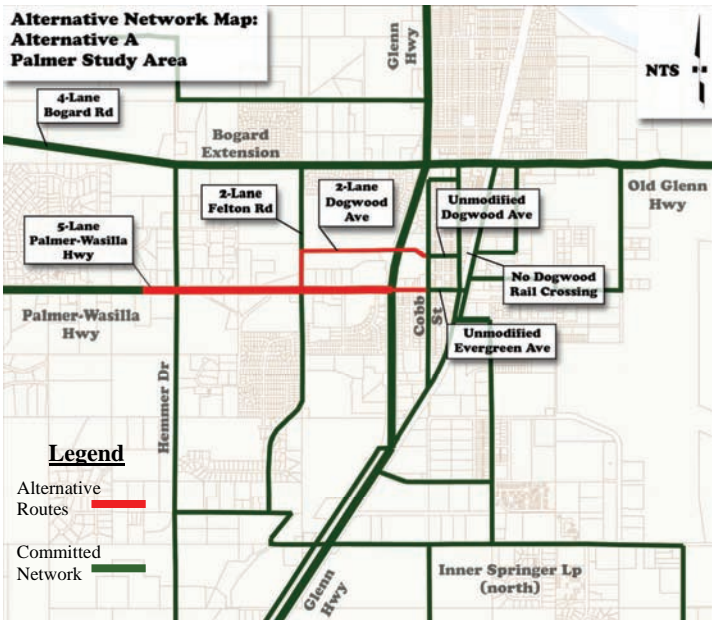 Alternative Network Map:
Alternative A
Palmer Study Area
Glenn
Hwy
NTS
4-Lane
Bogard Rd
Bogard
Extension
2-Lane
Felton Rd
2-Lane
Dogwood
Ave
Unmodified
Dogwood Ave
Old Glenn
Hwy
5-Lane
Palmer-Wasilla
Hwy
No Dogwood
Rail Crossing
Palmer-Wasilla
Hwy
Cobb
St
Unmodified
Evergreen Ave
Hemmer Dr
Legend
Alternative
Routes
Committed
Network
Glenn
Hwy
Inner Springer Lp
(north)